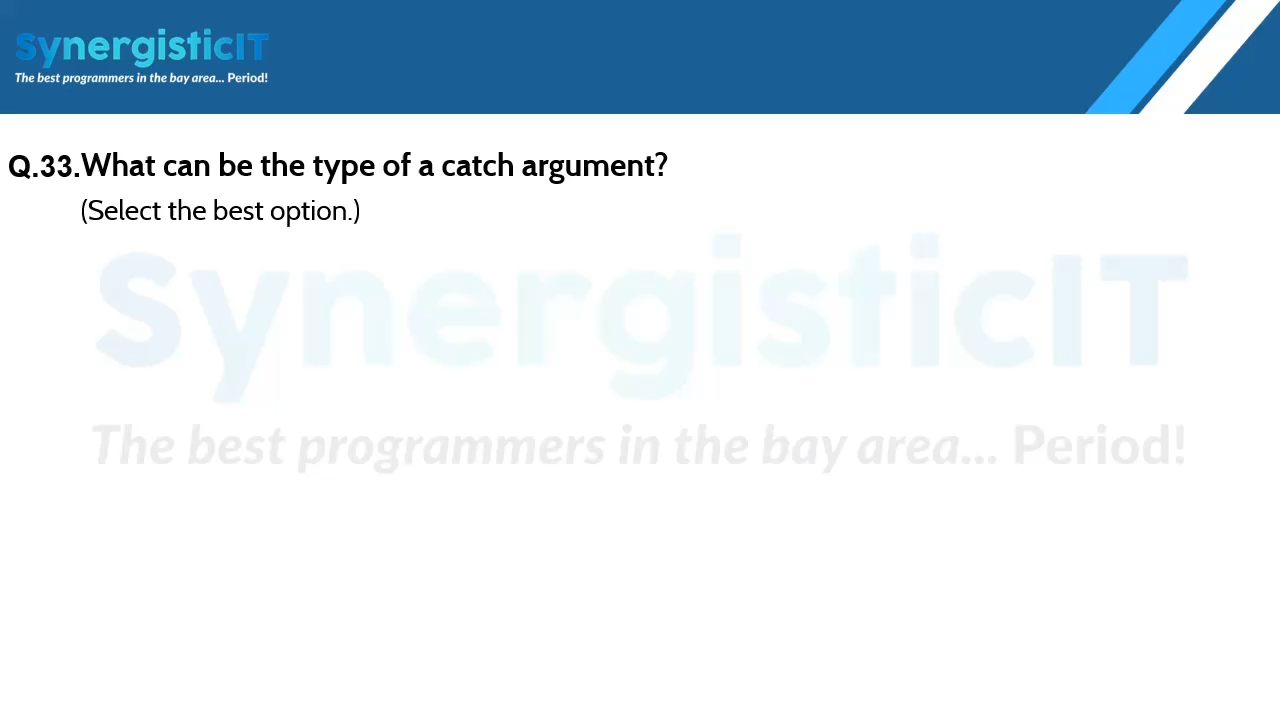 SynergisticIT
The best programmers in the bay area... Period!
Q.33.What can be the type of a catch argument?
(Select the best option.)
SynergisticIT
The best programmers in the bay area... Period!